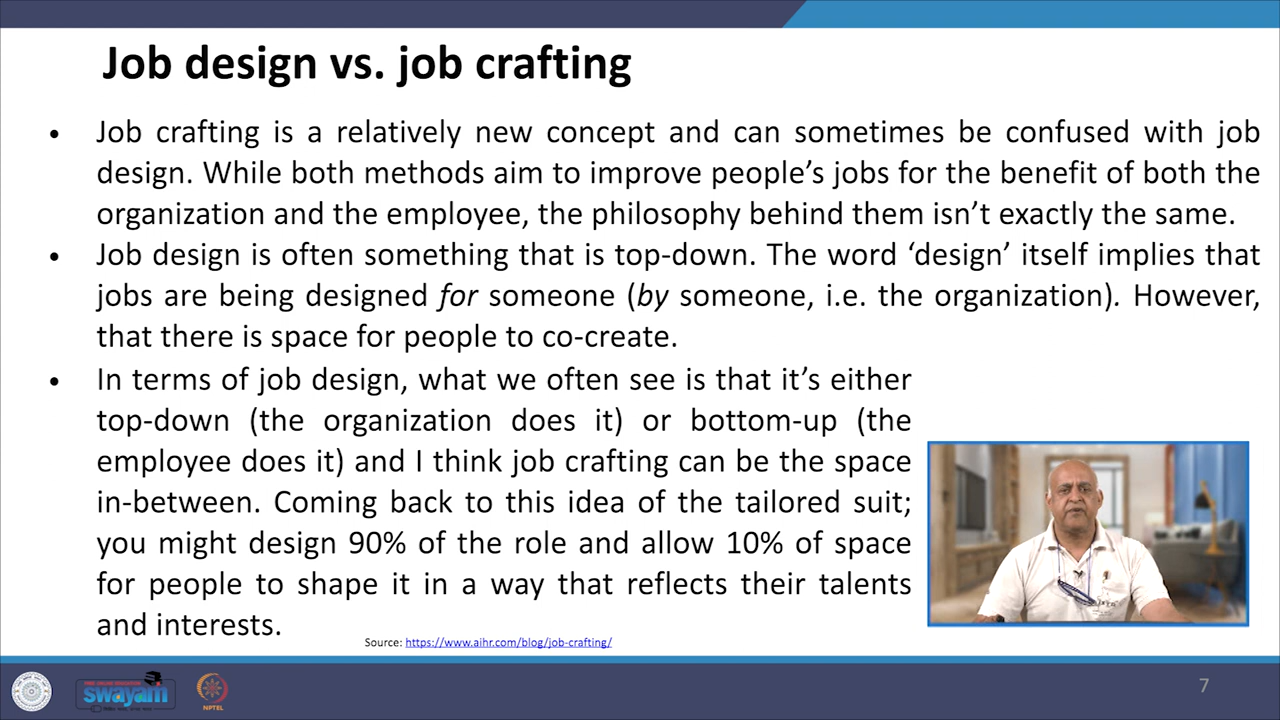 Job design vs. job crafting
• Job crafting is a relatively new concept and can sometimes be confused with job
design. While both methods aim to improve people’s jobs for the benefit of both the
organization and the employee, the philosophy behind them isn’t exactly the same.
• Job design is often something that is top-down. The word ‘design’ itself implies that
jobs are being designed for someone (by someone, i.e. the organization). However,
that there is space for people to co-create.
• In terms of job design, what we often see is that it’s either
top-down (the organization does it) or bottom-up (the
employee does it) and I think job crafting can be the space
in-between. Coming back to this idea of the tailored suit;
you might design 90% of the role and allow 10% of space
for people to shape it in a way that reflects their talents
and interests.
Source: https://www.aihr.com/blog/job-crafting/
swayam
NPTEL
7